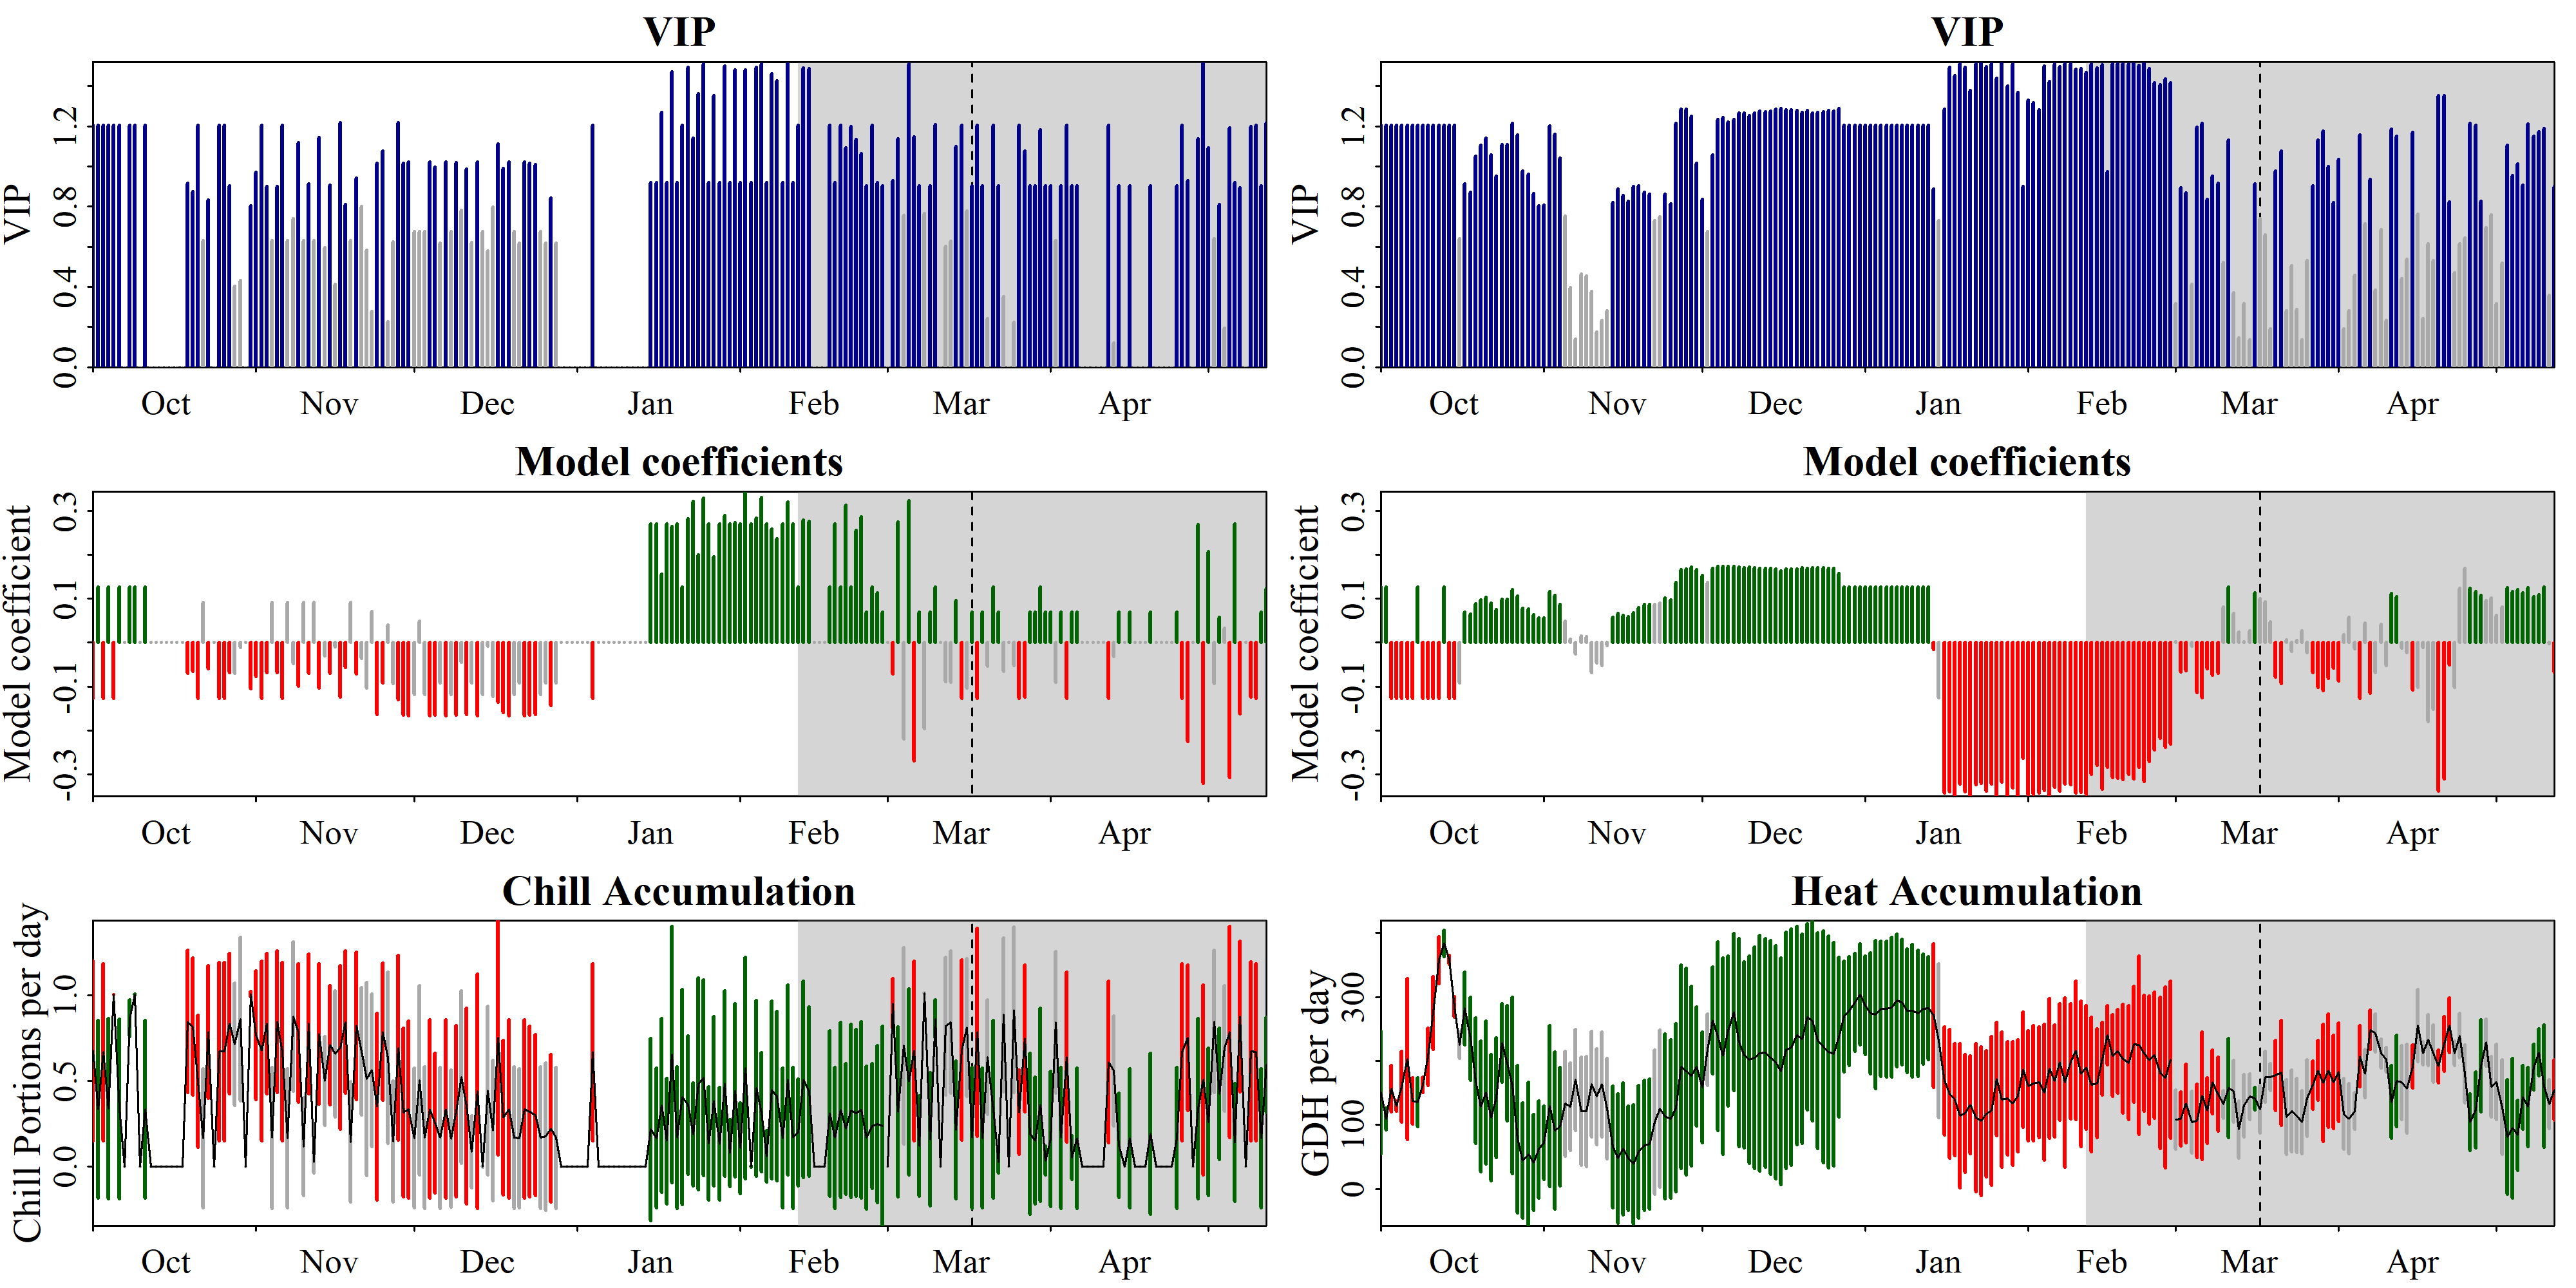 VIP
VIP
1.2
0.8
0.4
0.0
Oct Nov Dec Jan Feb Mar Apr
VIP
VIP
1.2
0.8
0.4
0.0
Oct Nov Dec Jan Feb Mar Apr
Model coefficients
Model coefficient
0.3
0.1
-0.1
-0.3
Oct Nov Dec Jan Feb Mar Apr
Model coefficients
Model coefficient
0.3
0.1
-0.1
-0.3
Oct Nov Dec Jan Feb Mar Apr
Chill Accumulation
Chill Portions per day
1.0
0.5
0.0
Oct Nov Dec Jan Feb Mar Apr
Heat Accumulation
GDH per day
300
100
0
Oct Nov Dec Jan Feb Mar Apr